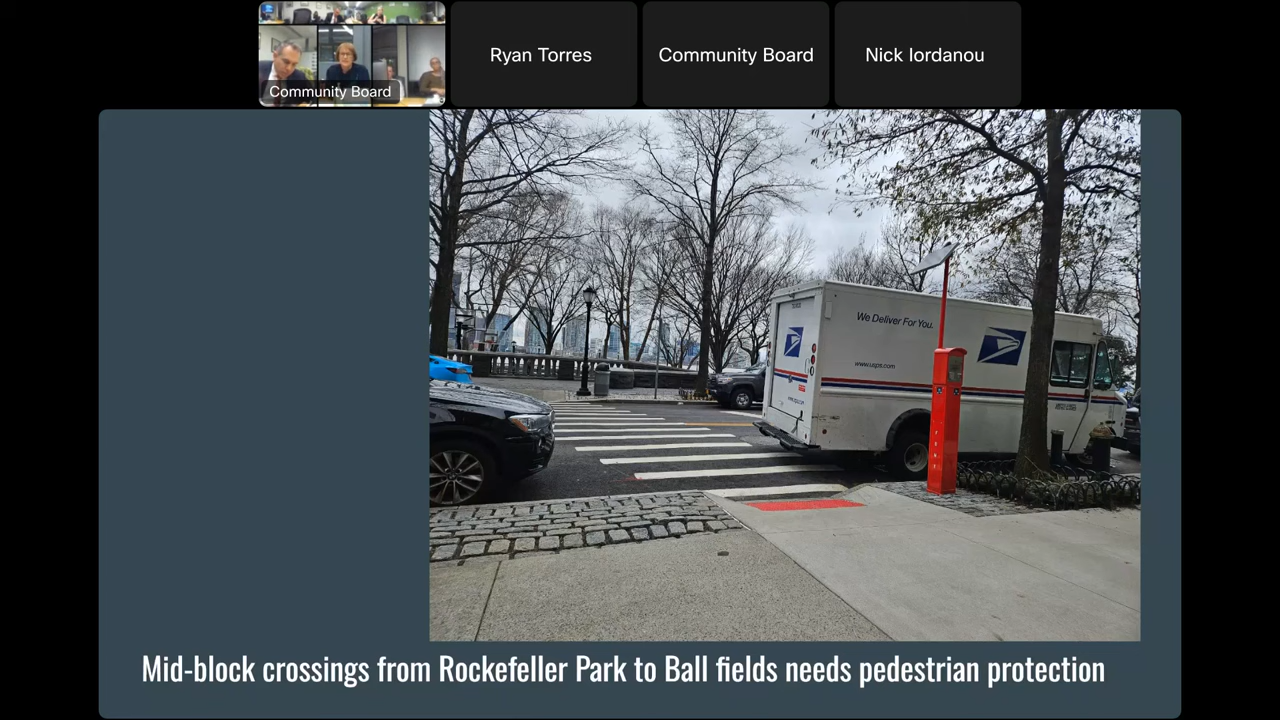 Community Board
Ryan Torres
Community Board
Nick Iordanou
We Deliver For You.
www.usps.com
Mid-block crossings from Rockefeller Park to Ball fields needs pedestrian protection